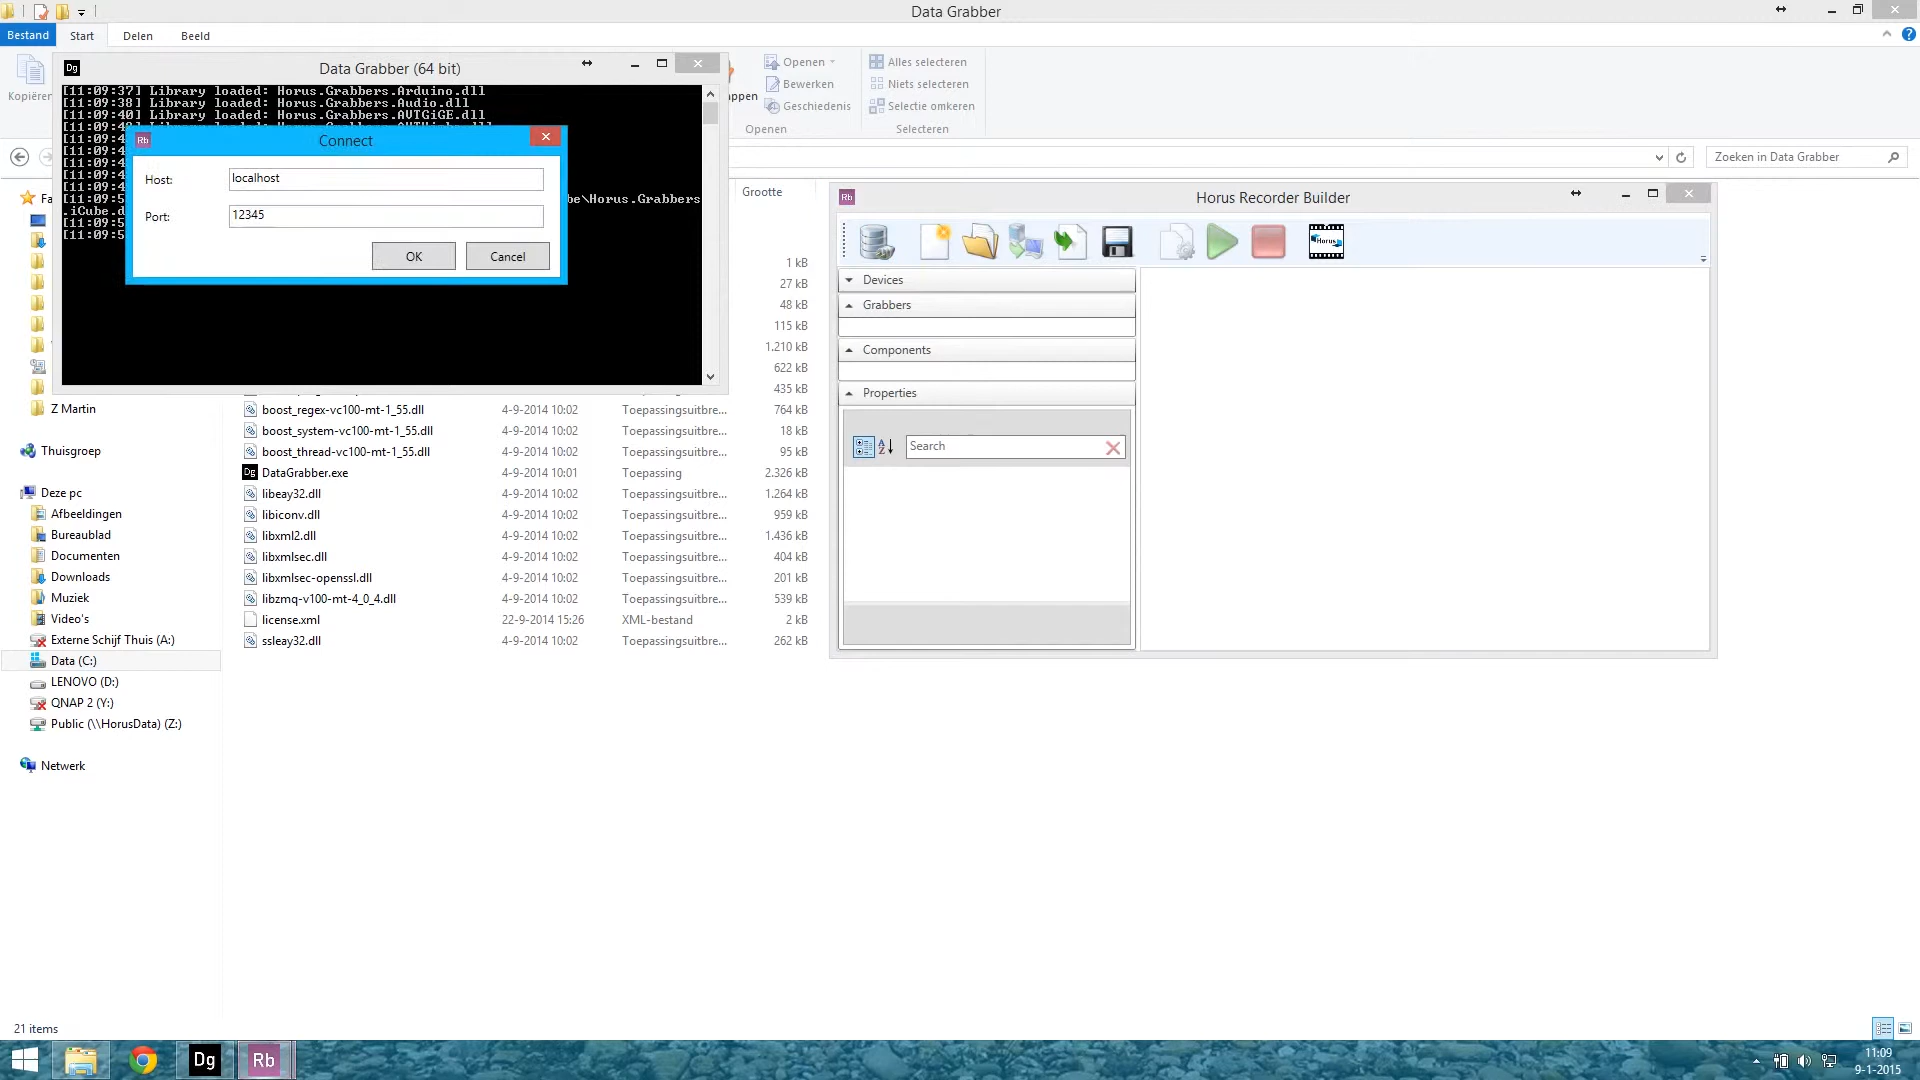 Data Grabber
Bestand
Start
Delen
Beeld
Kopiëren
Openen
Bewerken
Geschiedenis
Openen
Alles selecteren
Niets selecteren
Selectie omkeren
Selecteren
Zoeken in Data Grabber
Dg
Data Grabber (64 bit)
[11:09:37] Library loaded: Horus.Grabbers.Arduino.dll
[11:09:38] Library loaded: Horus.Grabbers.Audio.dll
[11:09:40] Library loaded: Horus.Grabbers.AVTGiGE.dll
Rb
Connect
Host:
localhost
Port:
12345
OK
Cancel
be\Horus.Grabbers
.iCube.d
Grootte
1 kB
27 kB
48 kB
115 kB
1.210 kB
622 kB
435 kB
boost_regex-vc100-mt-1_55.dll 4-9-2014 10:02 Toepassingsuitbre... 764 kB
boost_system-vc100-mt-1_55.dll 4-9-2014 10:02 Toepassingsuitbre... 18 kB
boost_thread-vc100-mt-1_55.dll 4-9-2014 10:02 Toepassingsuitbre... 95 kB
DataGrabber.exe 4-9-2014 10:01 Toepassing 2.326 kB
libeay32.dll 4-9-2014 10:02 Toepassingsuitbre... 1.264 kB
libiconv.dll 4-9-2014 10:02 Toepassingsuitbre... 959 kB
libxml2.dll 4-9-2014 10:02 Toepassingsuitbre... 1.436 kB
libxmlsec.dll 4-9-2014 10:02 Toepassingsuitbre... 404 kB
libxmlsec-openssl.dll 4-9-2014 10:02 Toepassingsuitbre... 201 kB
libzmq-v100-mt-4_0_4.dll 4-9-2014 10:02 Toepassingsuitbre... 539 kB
license.xml 22-9-2014 15:26 XML-bestand 2 kB
ssleay32.dll 4-9-2014 10:02 Toepassingsuitbre... 262 kB
Z Martin
Thuisgroep
Deze pc
Afbeeldingen
Bureaublad
Documenten
Downloads
Muziek
Video's
Externe Schijf Thuis (A:)
Data (C:)
LENOVO (D:)
QNAP 2 (Y:)
Public (\\HorusData) (Z:)
Netwerk
Rb
Horus Recorder Builder
Horus
Devices
Grabbers
Components
Properties
Search
21 items
Dg
Rb
11:09
9-1-2015